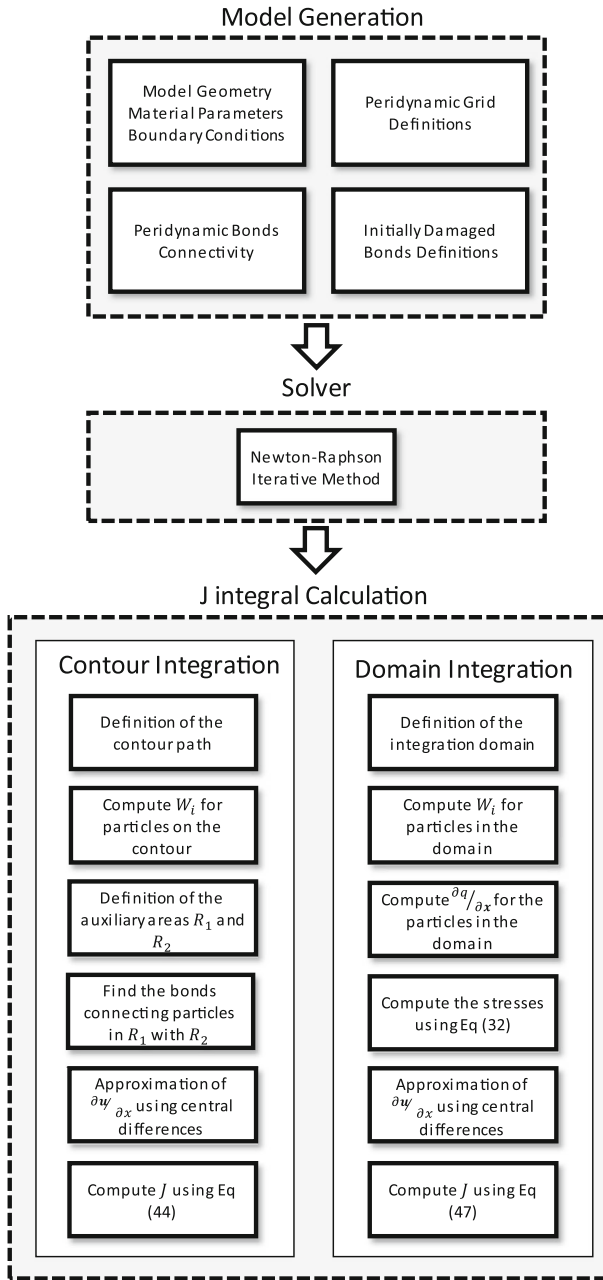 Model Generation
Model Geometry
Material Parameters
Boundary Conditions
Peridynamic Grid
Definitions
Peridynamic Bonds
Connectivity
Initially Damaged
Bonds Definitions
Solver
Newton-Raphson
Iterative Method
J integral Calculation
Contour Integration
Definition of the
contour path
Compute W_i for
particles on the
contour
Definition of the
auxiliary areas R_1 and
R_2
Find the bonds
connecting particles
in R_1 with R_2
Approximation of
∂u/∂x using central
differences
Compute J using Eq
(44)
Domain Integration
Definition of the
integration domain
Compute W_i for
particles in the
domain
Compute ∂q/∂x for the
particles in the
domain
Compute the stresses
using Eq (32)
Approximation of
∂u/∂x using central
differences
Compute J using Eq
(47)